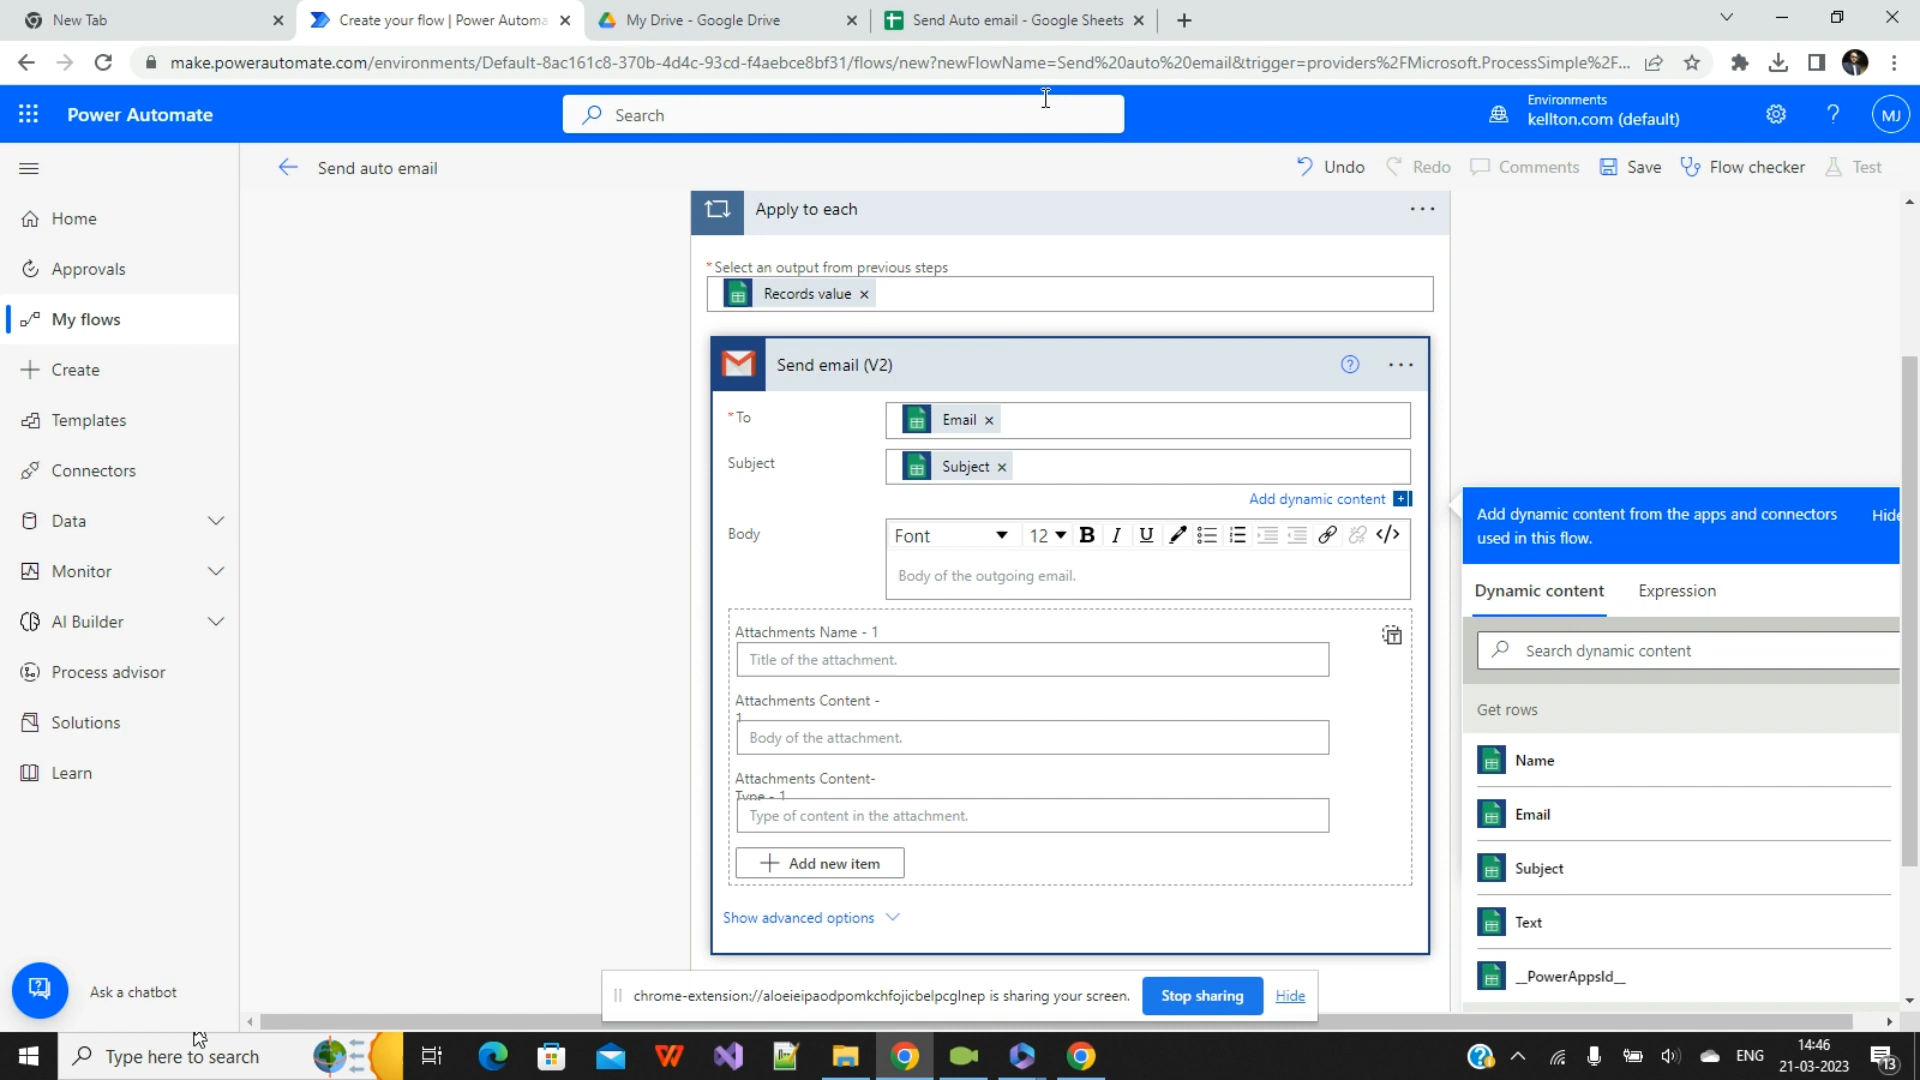 New Tab
Create your flow | Power Automa
My Drive - Google Drive
Send Auto email - Google Sheets
make.powerautomate.com/environments/Default-8ac161c8-370b-4d4c-93cd-f4aebce8bf31/flows/new?newFlowName=Send%20auto%20email&trigger=providers%2FMicrosoft.ProcessSimple%2F...
Power Automate
Search
Environments
kellton.com (default)
?
MJ
Send auto email
Undo
Redo
Comments
Save
Flow checker
Test
Home
Approvals
My flows
Create
Templates
Connectors
Data
Monitor
AI Builder
Process advisor
Solutions
Learn
Ask a chatbot
Apply to each
...
*Select an output from previous steps
Records value ×
Send email (V2)
?
...
*To
Email ×
Subject
Subject ×
Add dynamic content
Body
Font
12
B
I
U
</>
Body of the outgoing email.
Attachments Name - 1
Title of the attachment.
Attachments Content -
1
Body of the attachment.
Attachments Content-
Type - 1
Type of content in the attachment.
Add new item
Show advanced options
Add dynamic content from the apps and connectors
used in this flow.
Hide
Dynamic content
Expression
Search dynamic content
Get rows
Name
Email
Subject
Text
__PowerAppsId__
chrome-extension://aloeieipaodpomkchfojicbelpcglnep is sharing your screen.
Stop sharing
Hide
Type here to search
ENG
14:46
21-03-2023
13